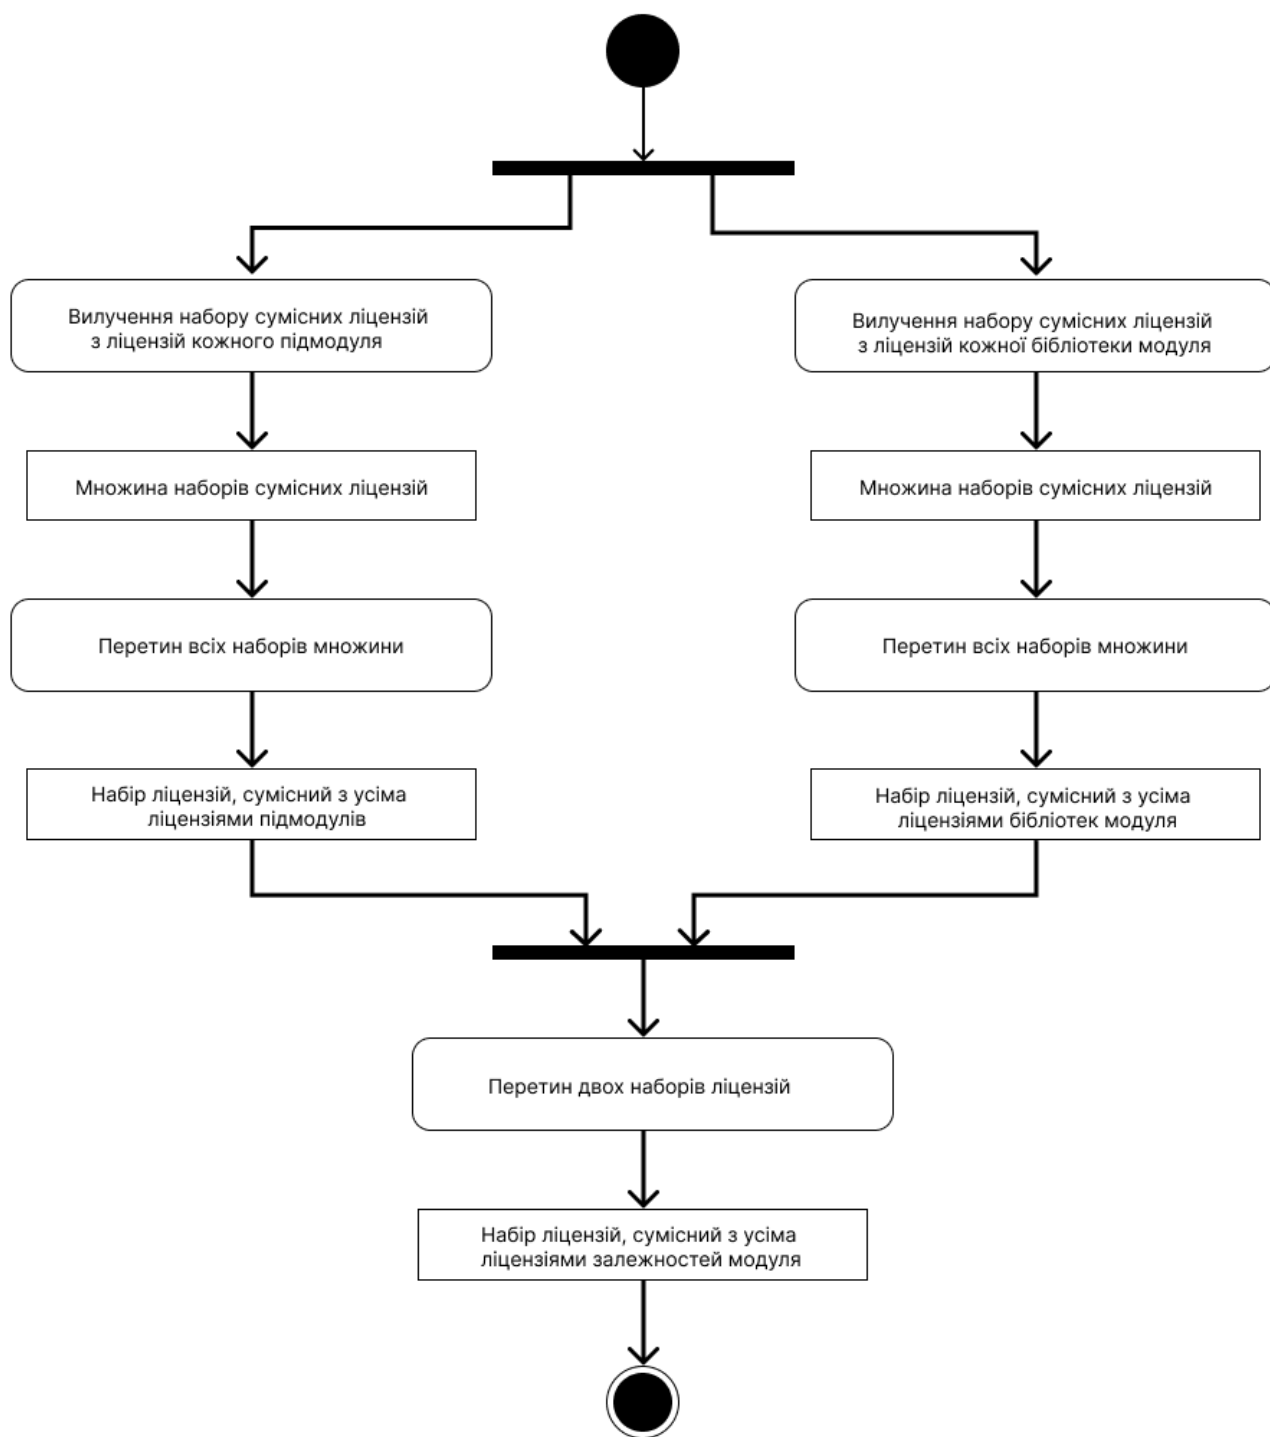 Вилучення набору сумісних ліцензій
з ліцензій кожного підмодуля
Вилучення набору сумісних ліцензій
з ліцензій кожної бібліотеки модуля
Множина наборів сумісних ліцензій
Множина наборів сумісних ліцензій
Перетин всіх наборів множини
Перетин всіх наборів множини
Набір ліцензій, сумісний з усіма
ліцензіями підмодулів
Набір ліцензій, сумісний з усіма
ліцензіями бібліотек модуля
Перетин двох наборів ліцензій
Набір ліцензій, сумісний з усіма
ліцензіями залежностей модуля